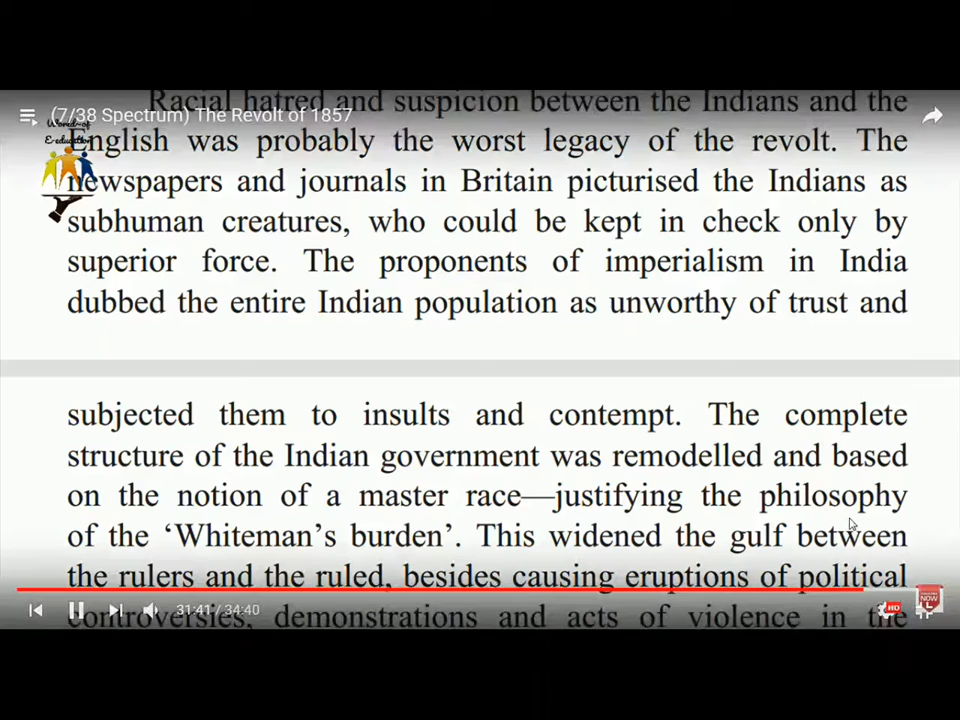 Racial hatred and suspicion between the Indians and the
(7/38 Spectrum) The Revolt of 1857
World of
E-education
English was probably the worst legacy of the revolt. The
newspapers and journals in Britain picturised the Indians as
subhuman creatures, who could be kept in check only by
superior force. The proponents of imperialism in India
dubbed the entire Indian population as unworthy of trust and
subjected them to insults and contempt. The complete
structure of the Indian government was remodelled and based
on the notion of a master race—justifying the philosophy
of the ‘Whiteman’s burden’. This widened the gulf between
the rulers and the ruled, besides causing eruptions of political
31:41 / 34:40
HD
NOW
controversies, demonstrations and acts of violence in the